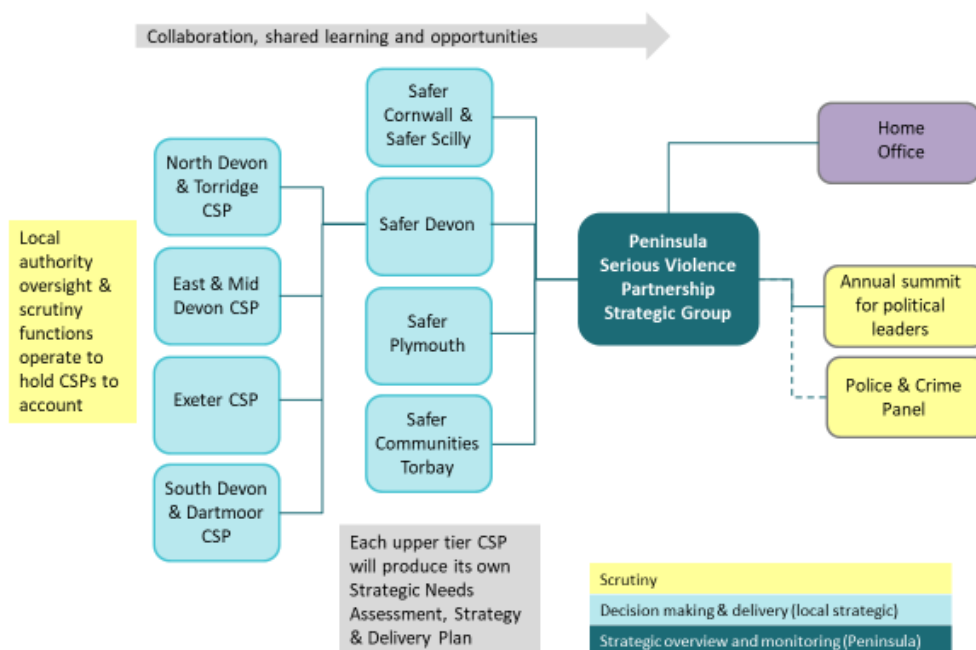 Collaboration, shared learning and opportunities
Local
authority
oversight &
scrutiny
functions
operate to
hold CSPs to
account
North Devon
& Torridge
CSP
East & Mid
Devon CSP
Exeter CSP
South Devon
& Dartmoor
CSP
Safer
Cornwall &
Safer Scilly
Safer Devon
Safer
Plymouth
Safer
Communities
Torbay
Each upper tier CSP
will produce its own
Strategic Needs
Assessment, Strategy
& Delivery Plan
Peninsula
Serious Violence
Partnership
Strategic Group
Home
Office
Annual summit
for political
leaders
Police & Crime
Panel
Scrutiny
Decision making & delivery (local strategic)
Strategic overview and monitoring (Peninsula)